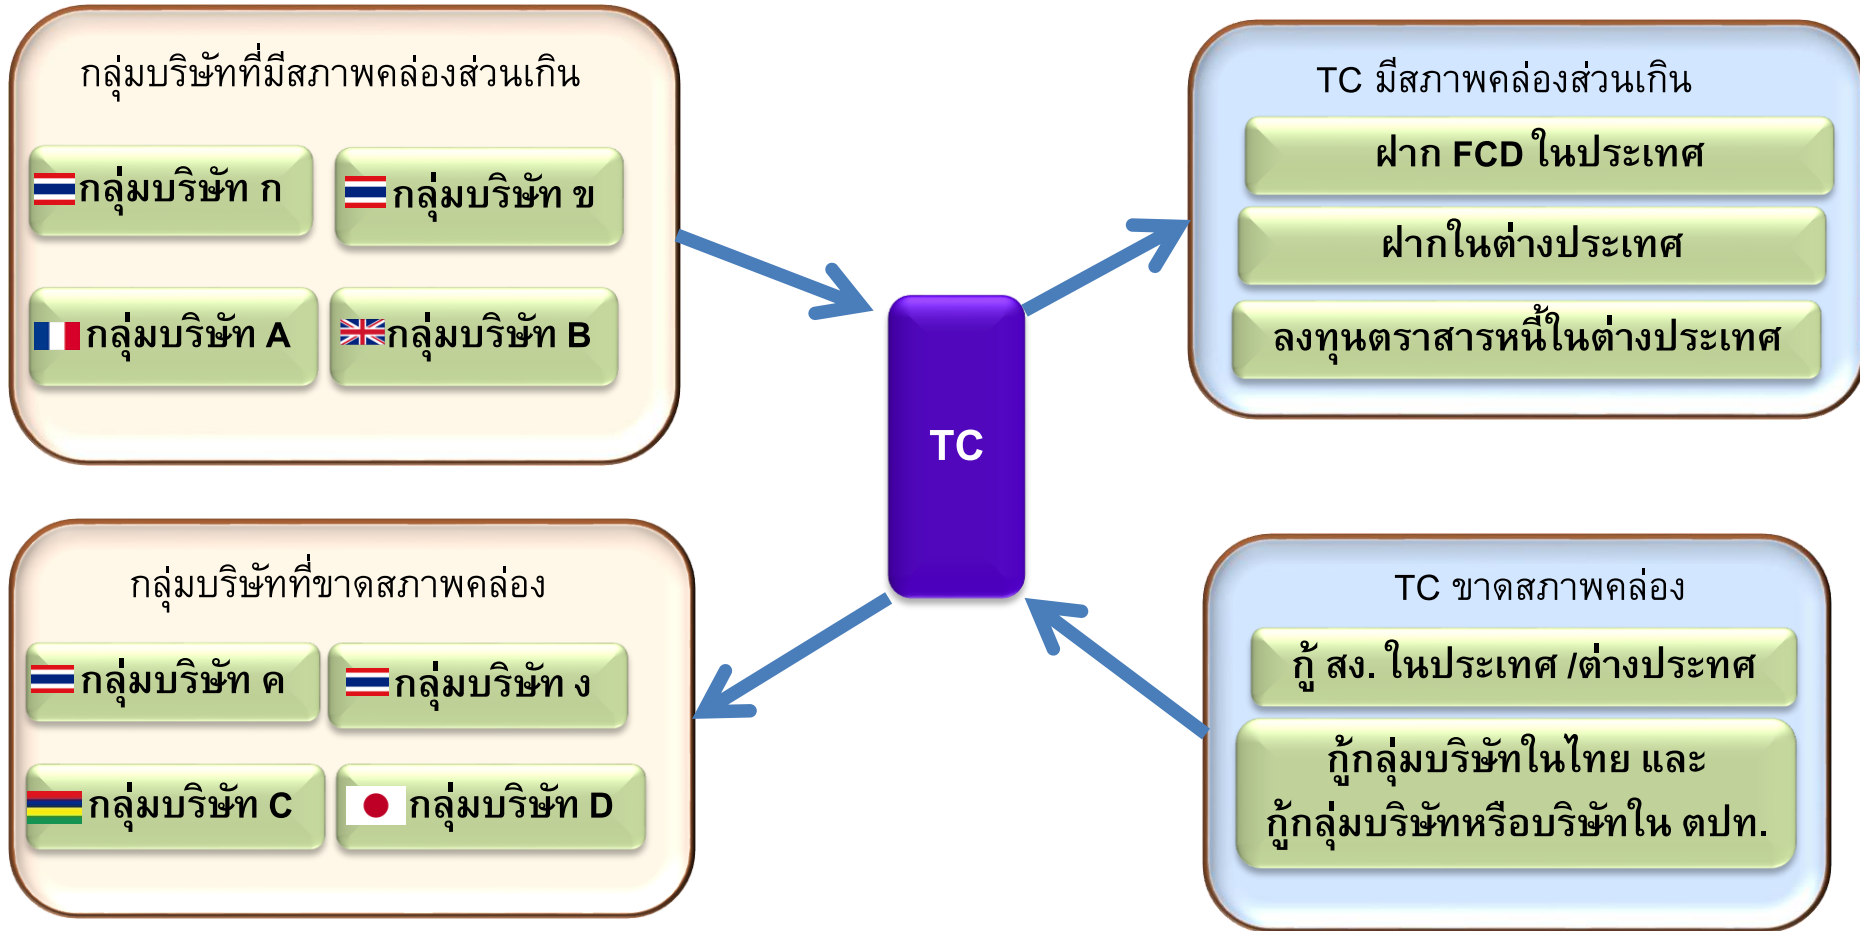 กลุ่มบริษัทที่มีสภาพคล่องส่วนเกิน
กลุ่มบริษัท ก
กลุ่มบริษัท ข
กลุ่มบริษัท A
กลุ่มบริษัท B
TC มีสภาพคล่องส่วนเกิน
ฝาก FCD ในประเทศ
ฝากในต่างประเทศ
ลงทุนตราสารหนี้ในต่างประเทศ
TC
กลุ่มบริษัทที่ขาดสภาพคล่อง
กลุ่มบริษัท ค
กลุ่มบริษัท ง
กลุ่มบริษัท C
กลุ่มบริษัท D
TC ขาดสภาพคล่อง
กู้ สง. ในประเทศ /ต่างประทศ
กู้กลุ่มบริษัทในไทย และ
กู้กลุ่มบริษัทหรือบริษัทใน ตปท.